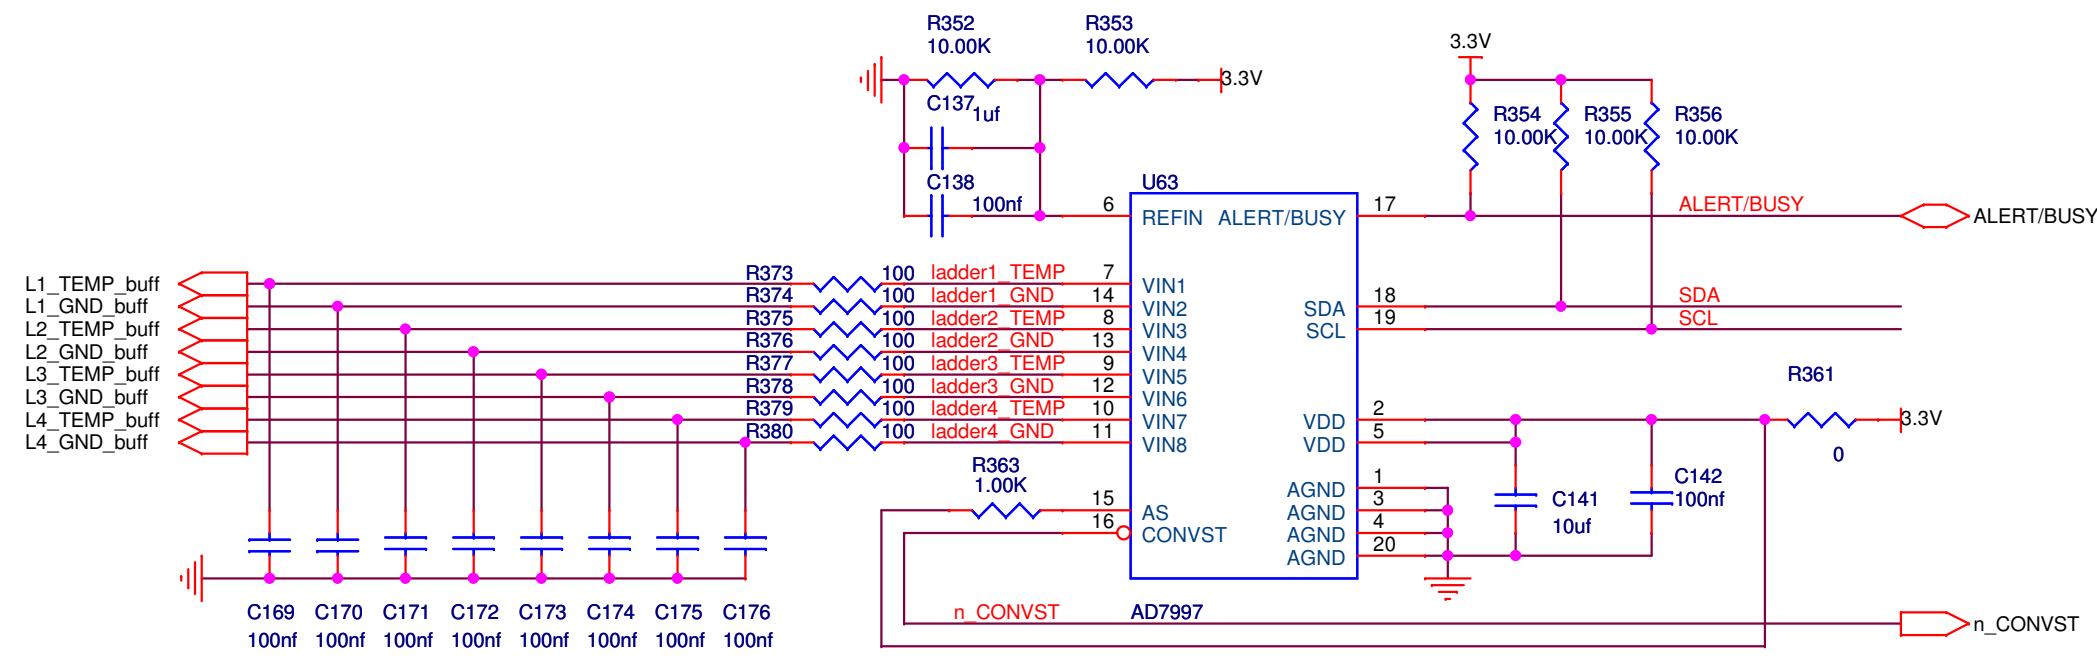 R352
10.00K
R353
10.00K
3.3V
C137
1uf
C138
100nf
3.3V
R354
10.00K
R355
10.00K
R356
10.00K
U63
6
REFIN
ALERT/BUSY
17
ALERT/BUSY
ALERT/BUSY
L1_TEMP_buff
R373
100
ladder1_TEMP
7
VIN1
L1_GND_buff
R374
100
ladder1_GND
14
VIN2
SDA
18
SDA
L2_TEMP_buff
R375
100
ladder2_TEMP
8
VIN3
SCL
19
SCL
L2_GND_buff
R376
100
ladder2_GND
13
VIN4
L3_TEMP_buff
R377
100
ladder3_TEMP
9
VIN5
L3_GND_buff
R378
100
ladder3_GND
12
VIN6
L4_TEMP_buff
R379
100
ladder4_TEMP
10
VIN7
VDD
2
L4_GND_buff
R380
100
ladder4_GND
11
VIN8
VDD
5
R361
0
3.3V
R363
1.00K
15
AS
16
CONVST
AGND
1
AGND
3
AGND
4
AGND
20
C141
10uf
C142
100nf
C169
100nf
C170
100nf
C171
100nf
C172
100nf
C173
100nf
C174
100nf
C175
100nf
C176
100nf
n_CONVST
AD7997
n_CONVST